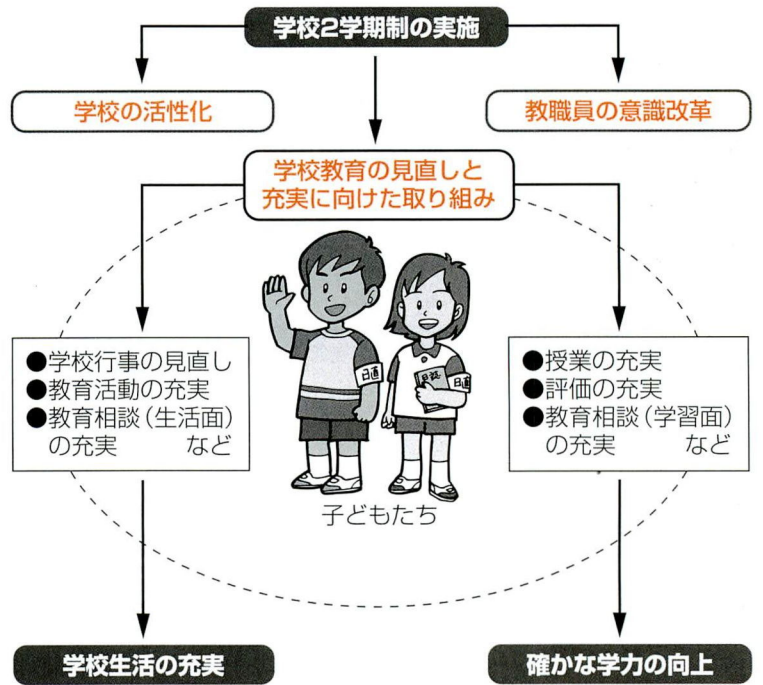 学校2学期制の実施
学校の活性化
教職員の意識改革
学校教育の見直しと
充実に向けた取り組み
●学校行事の見直し
●教育活動の充実
●教育相談(生活面)
の充実 など
●授業の充実
●評価の充実
●教育相談(学習面)
の充実 など
日直
日誌
日直
子どもたち
学校生活の充実
確かな学力の向上